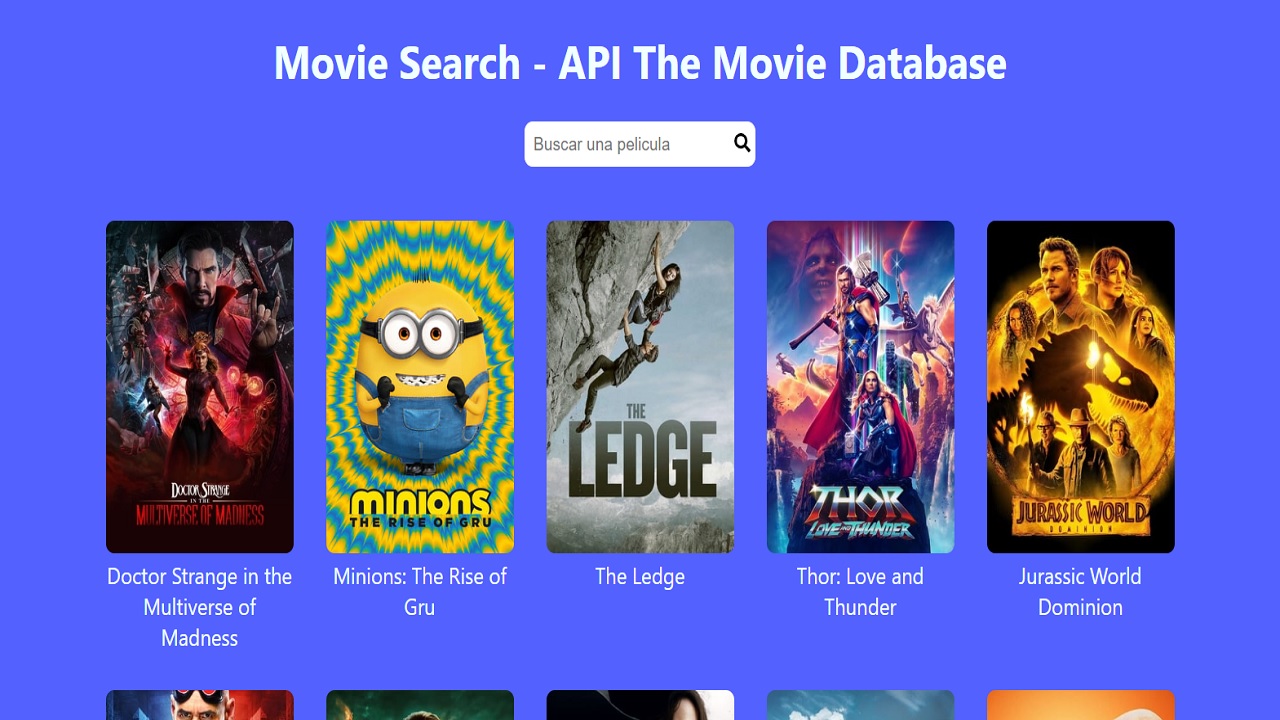 Movie Search - API The Movie Database
Buscar una pelicula
DOCTOR STRANGE
IN THE
MULTIVERSE OF MADNESS
MINIONS
THE RISE OF GRU
THE
LEDGE
THOR
LOVE AND THUNDER
JURASSIC WORLD
DOMINION
Doctor Strange in the
Multiverse of
Madness
Minions: The Rise of
Gru
The Ledge
Thor: Love and
Thunder
Jurassic World
Dominion